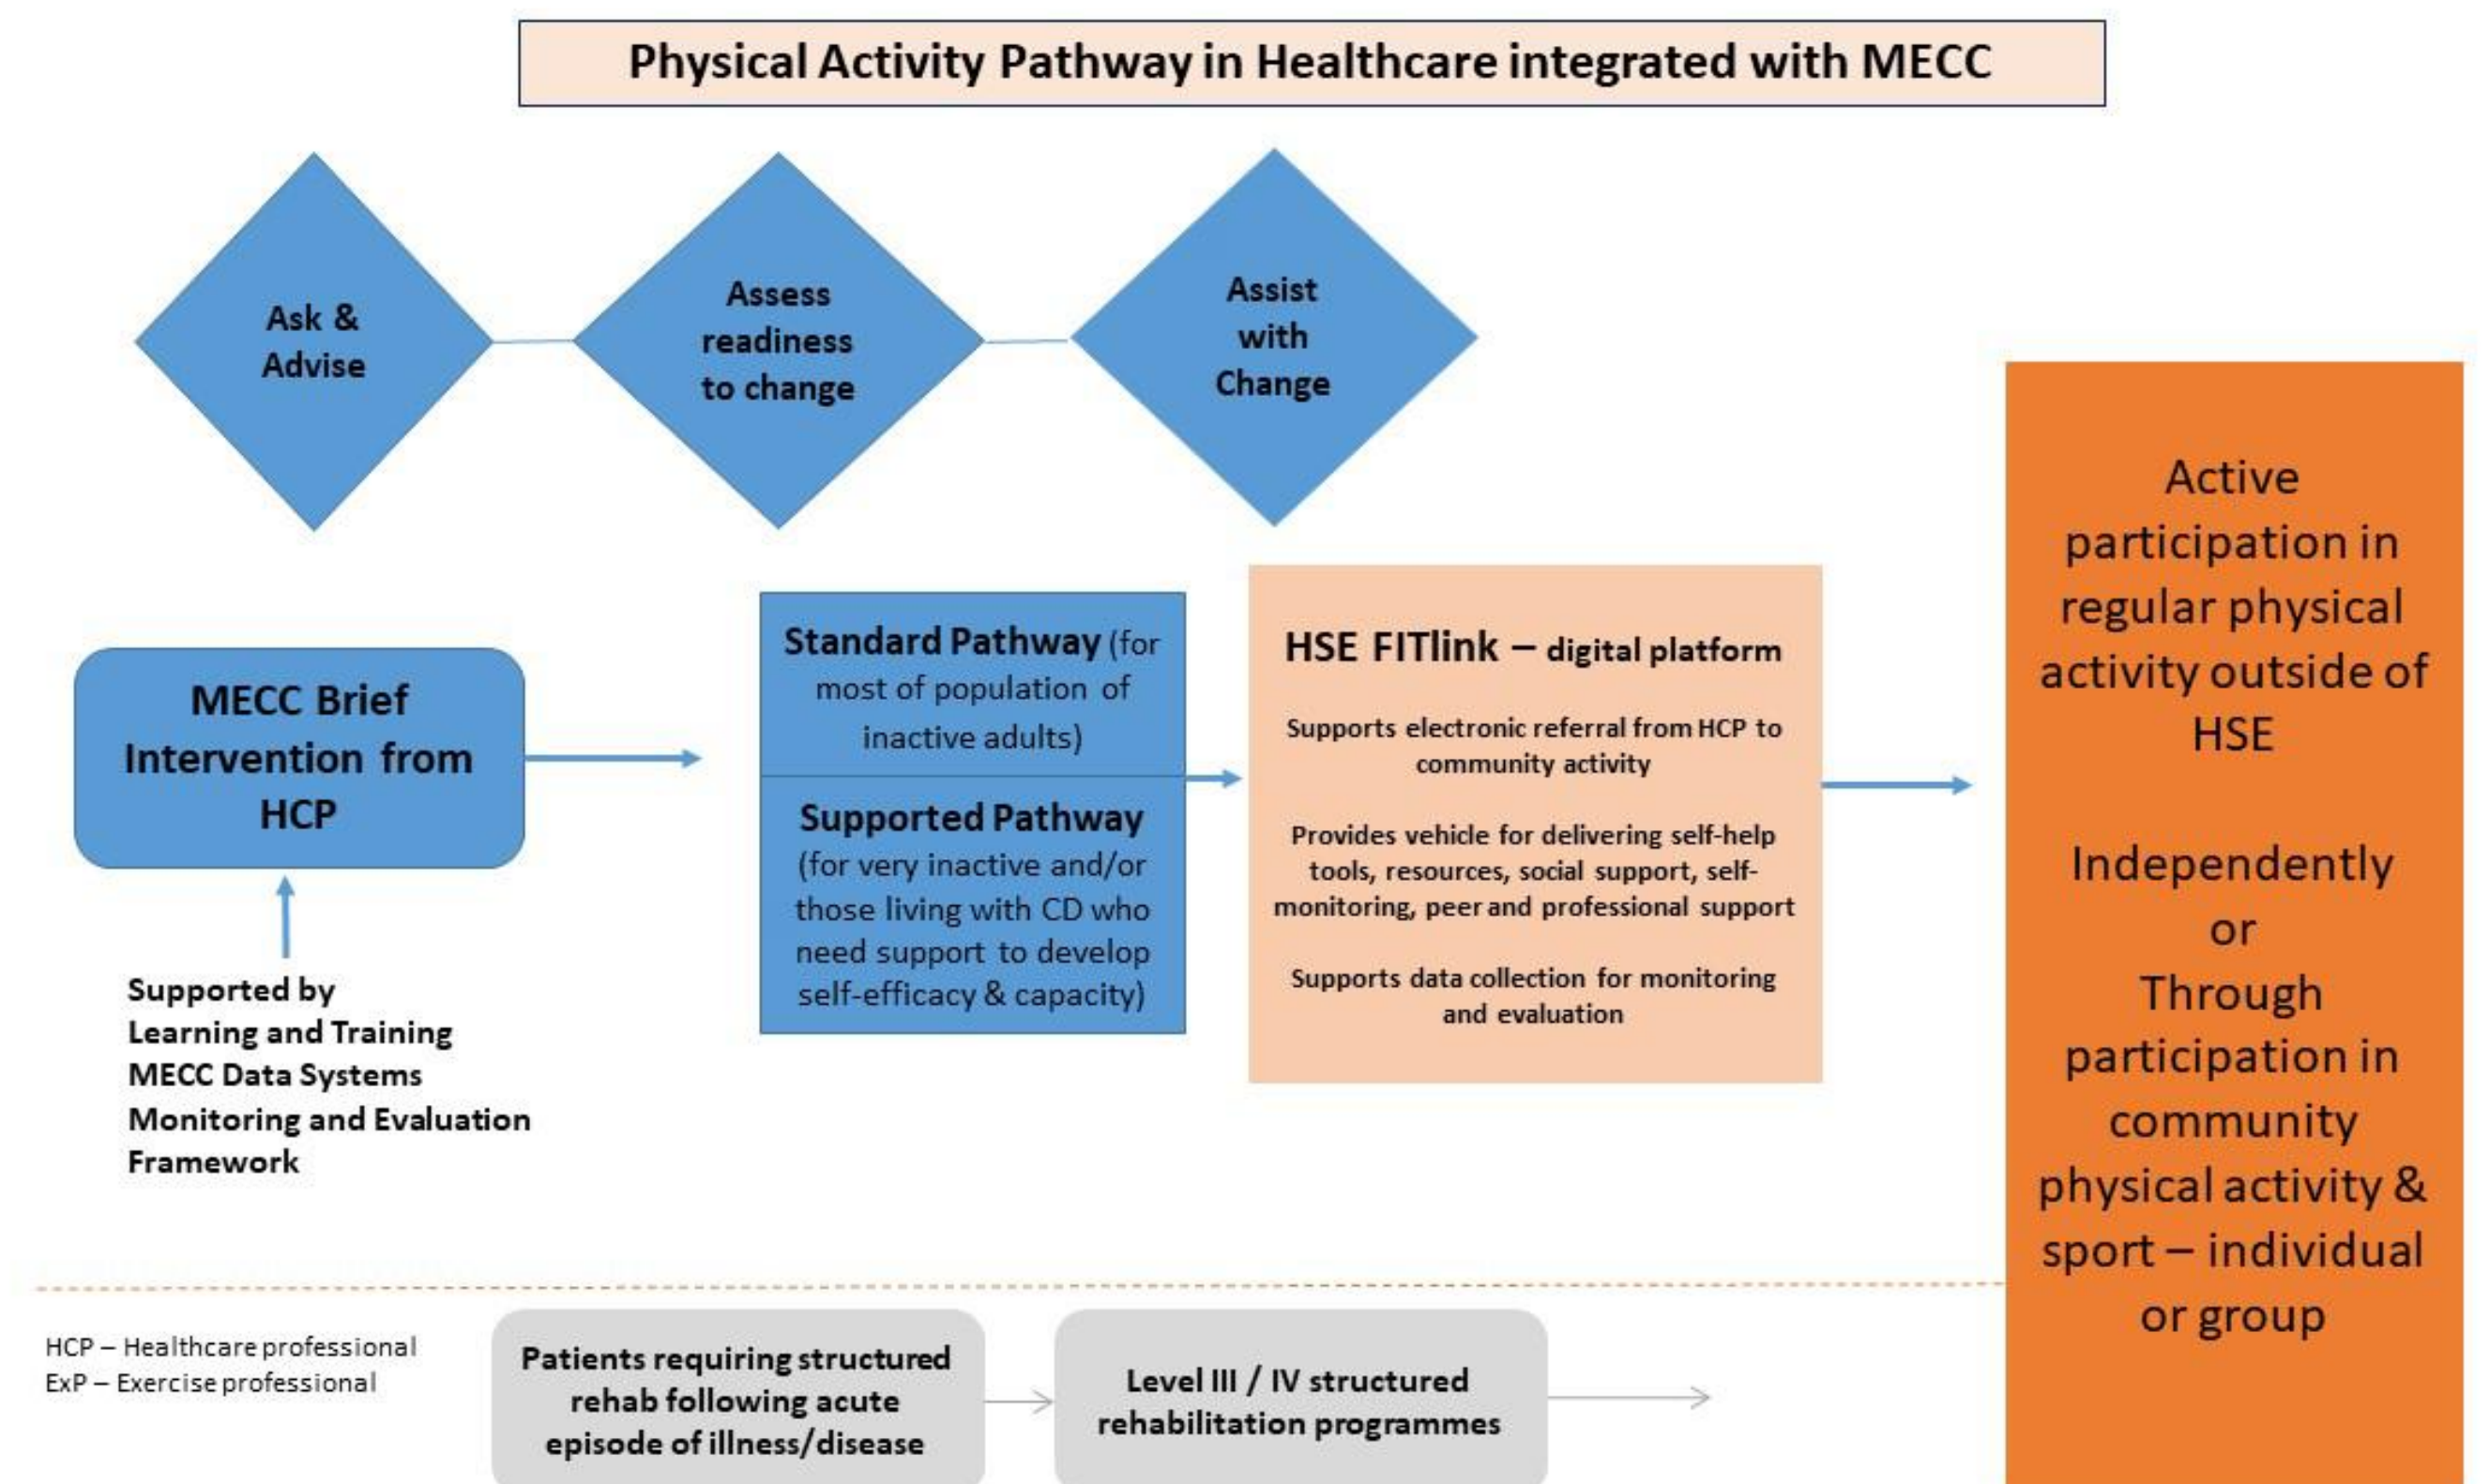 Physical Activity Pathway in Healthcare integrated with MECC
Ask &
Advise
Assess
readiness
to change
Assist
with
Change
MECC Brief
Intervention from
HCP
Supported by
Learning and Training
MECC Data Systems
Monitoring and Evaluation
Framework
Standard Pathway (for
most of population of
inactive adults)
Supported Pathway
(for very inactive and/or
those living with CD who
need support to develop
self-efficacy & capacity)
HSE FITlink – digital platform
Supports electronic referral from HCP to
community activity
Provides vehicle for delivering self-help
tools, resources, social support, self-
monitoring, peer and professional support
Supports data collection for monitoring
and evaluation
Active
participation in
regular physical
activity outside of
HSE
Independently
or
Through
participation in
community
physical activity &
sport – individual
or group
HCP – Healthcare professional
ExP – Exercise professional
Patients requiring structured
rehab following acute
episode of illness/disease
Level III / IV structured
rehabilitation programmes